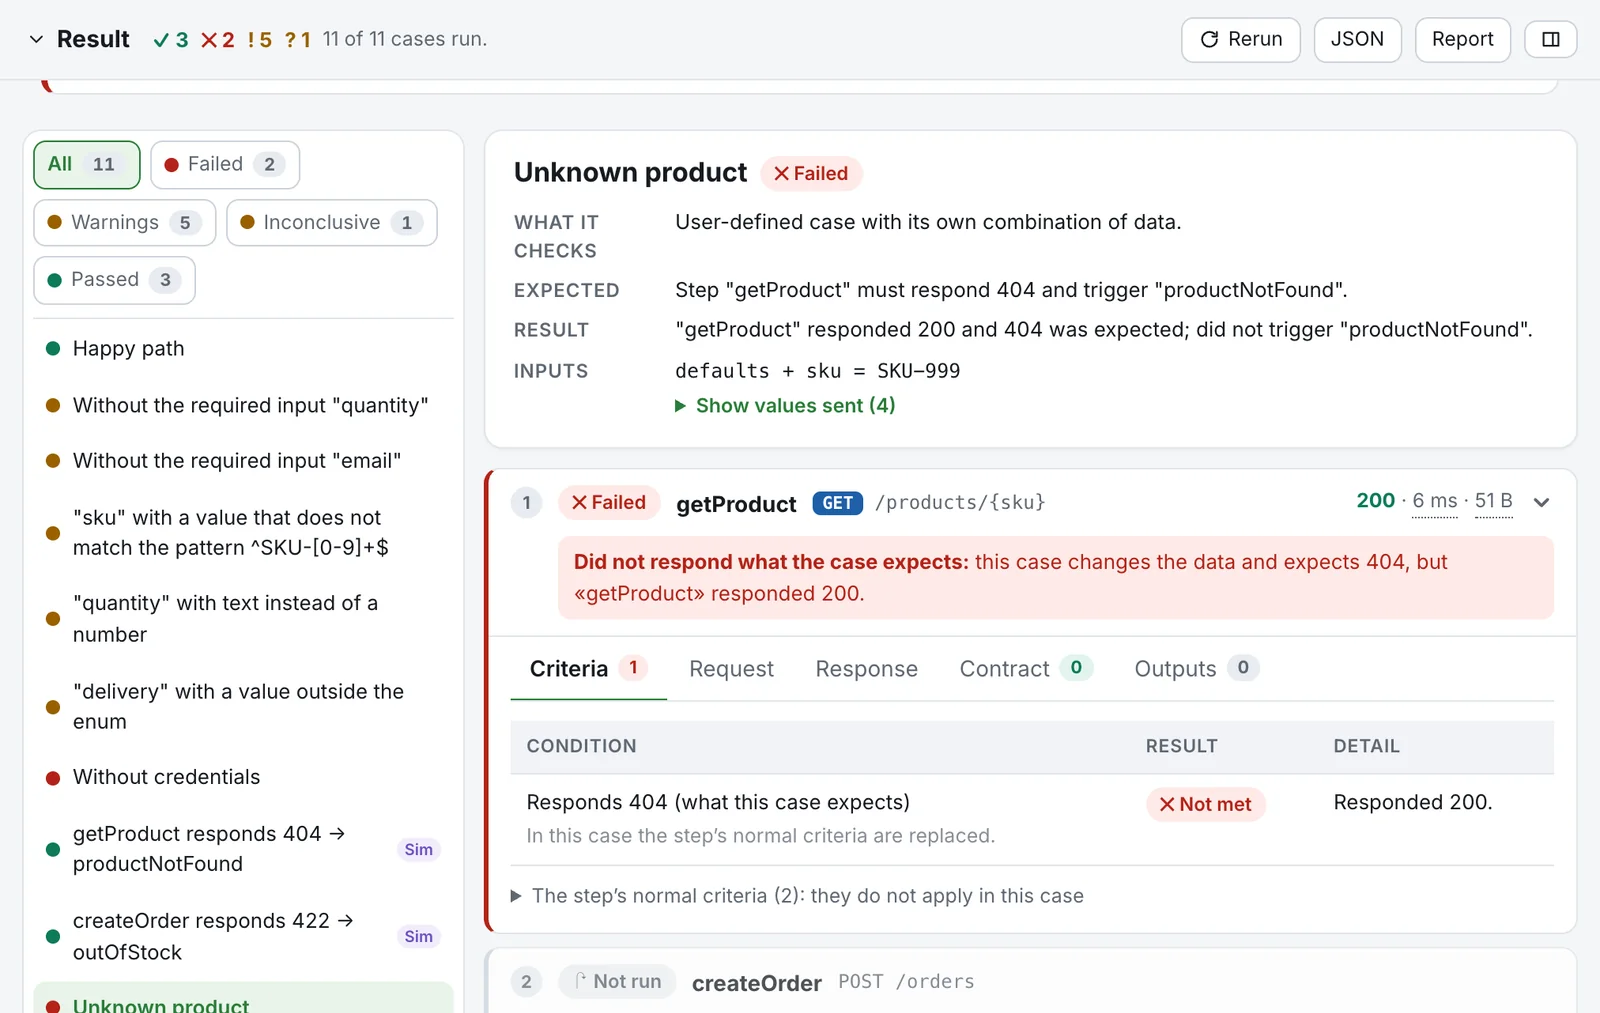 Result 3 2 ! 5 ? 1 11 of 11 cases run.
Rerun JSON Report
All 11 Failed 2
Warnings 5 Inconclusive 1
Passed 3
Happy path
Without the required input "quantity"
Without the required input "email"
"sku" with a value that does not
match the pattern ^SKU-[0-9]+$
"quantity" with text instead of a
number
"delivery" with a value outside the
enum
Without credentials
getProduct responds 404 →
productNotFound
Sim
createOrder responds 422 →
outOfStock
Sim
Unknown product
Unknown product Failed
WHAT IT
CHECKS
User-defined case with its own combination of data.
EXPECTED Step "getProduct" must respond 404 and trigger "productNotFound".
RESULT "getProduct" responded 200 and 404 was expected; did not trigger "productNotFound".
INPUTS defaults + sku = SKU-999
Show values sent (4)
1 Failed getProduct GET /products/{sku} 200 · 6 ms · 51 B
Did not respond what the case expects: this case changes the data and expects 404, but
«getProduct» responded 200.
Criteria 1 Request Response Contract 0 Outputs 0
CONDITION RESULT DETAIL
Responds 404 (what this case expects) Not met Responded 200.
In this case the step's normal criteria are replaced.
The step's normal criteria (2): they do not apply in this case
2 Not run createOrder POST /orders